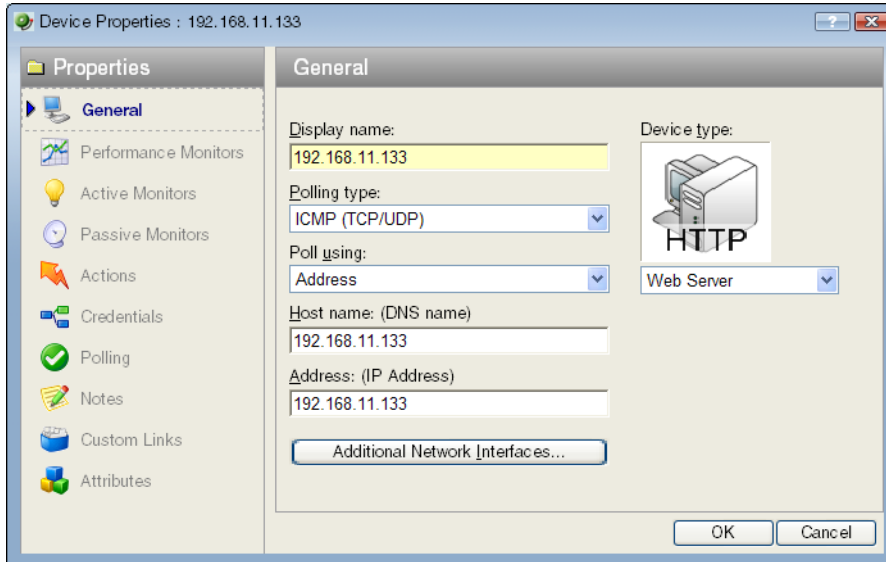 Device Properties : 192.168.11.133
Properties
General
Performance Monitors
Active Monitors
Passive Monitors
Actions
Credentials
Polling
Notes
Custom Links
Attributes
General
Display name:
192.168.11.133
Polling type:
ICMP (TCP/UDP)
Poll using:
Address
Host name: (DNS name)
192.168.11.133
Address: (IP Address)
192.168.11.133
Additional Network Interfaces...
Device type:
HTTP
Web Server
OK
Cancel